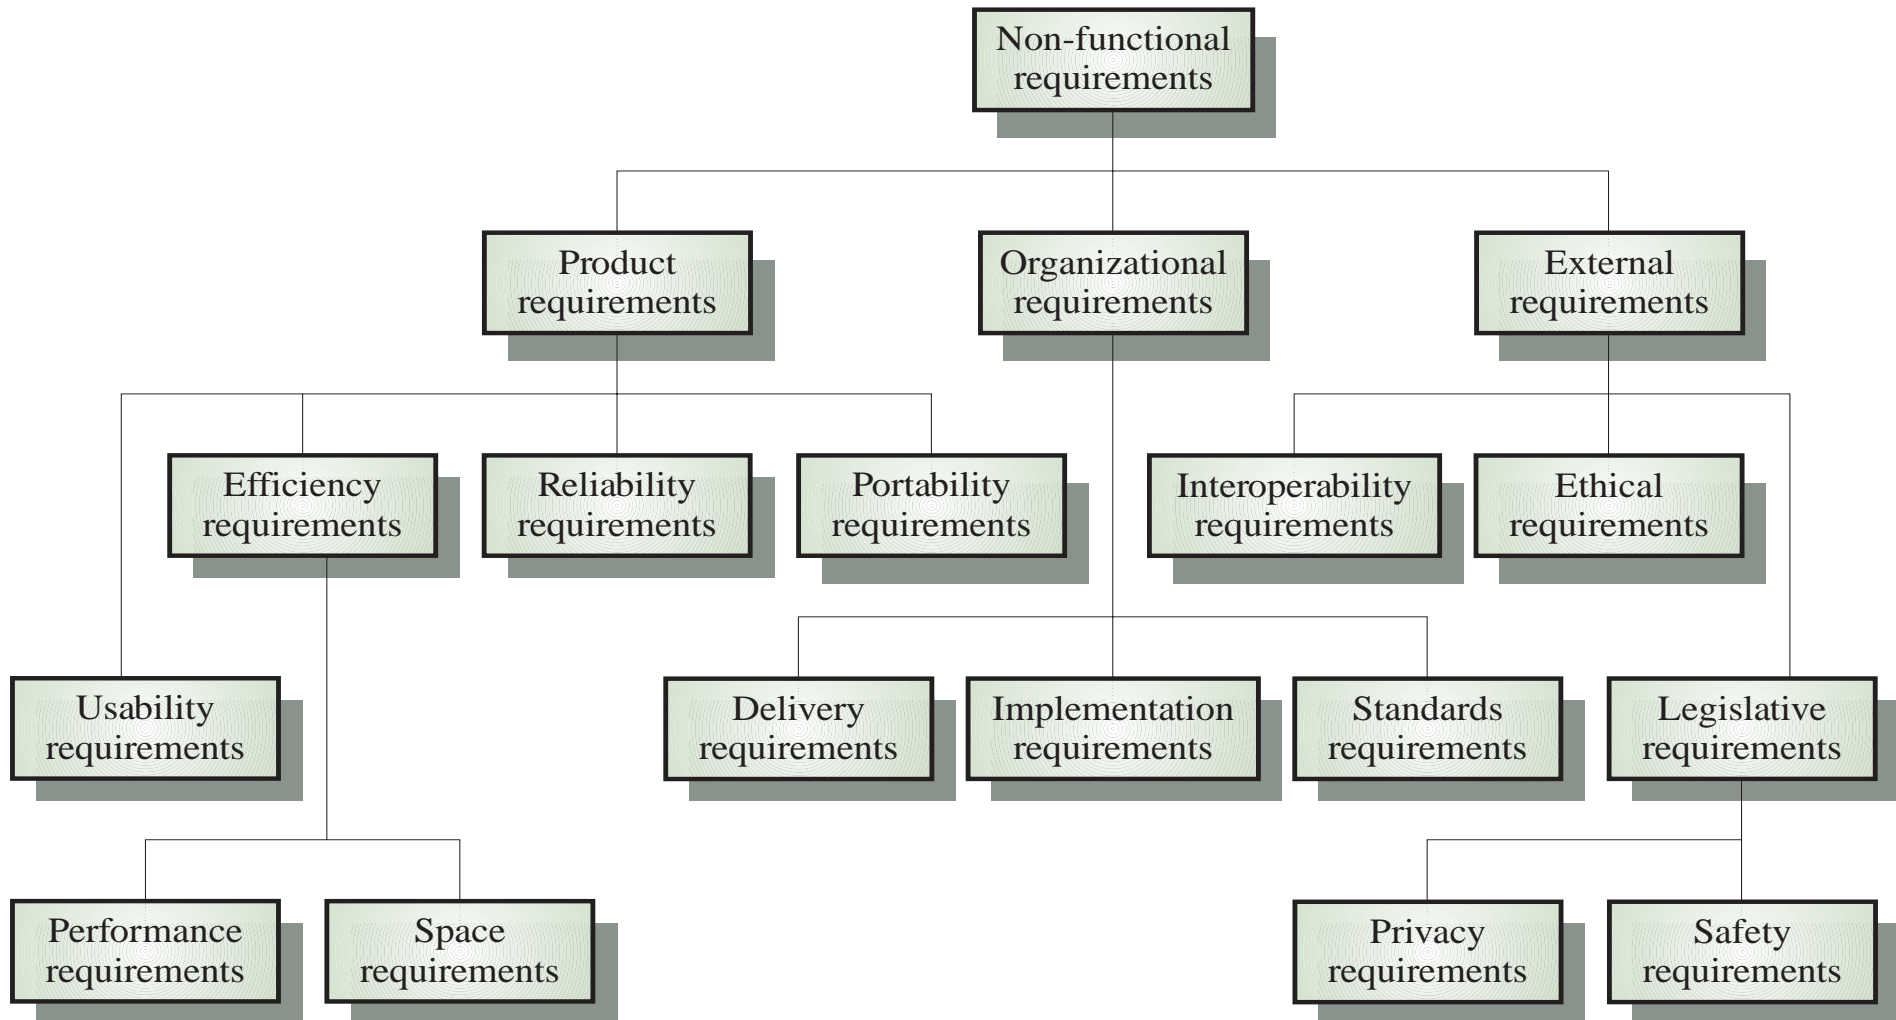 Non-functional
requirements
Product
requirements
Organizational
requirements
External
requirements
Efficiency
requirements
Reliability
requirements
Portability
requirements
Interoperability
requirements
Ethical
requirements
Usability
requirements
Delivery
requirements
Implementation
requirements
Standards
requirements
Legislative
requirements
Performance
requirements
Space
requirements
Privacy
requirements
Safety
requirements